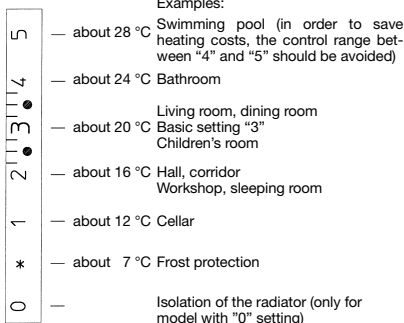 Examples:
5 — about 28 °C Swimming pool (in order to save
heating costs, the control range bet-
ween “4” and “5” should be avoided)
4 — about 24 °C Bathroom
Living room, dining room
3 — about 20 °C Basic setting “3”
Children's room
2 — about 16 °C Hall, corridor
Workshop, sleeping room
1 — about 12 °C Cellar
* — about 7 °C Frost protection
0 — Isolation of the radiator (only for
model with "0" setting)